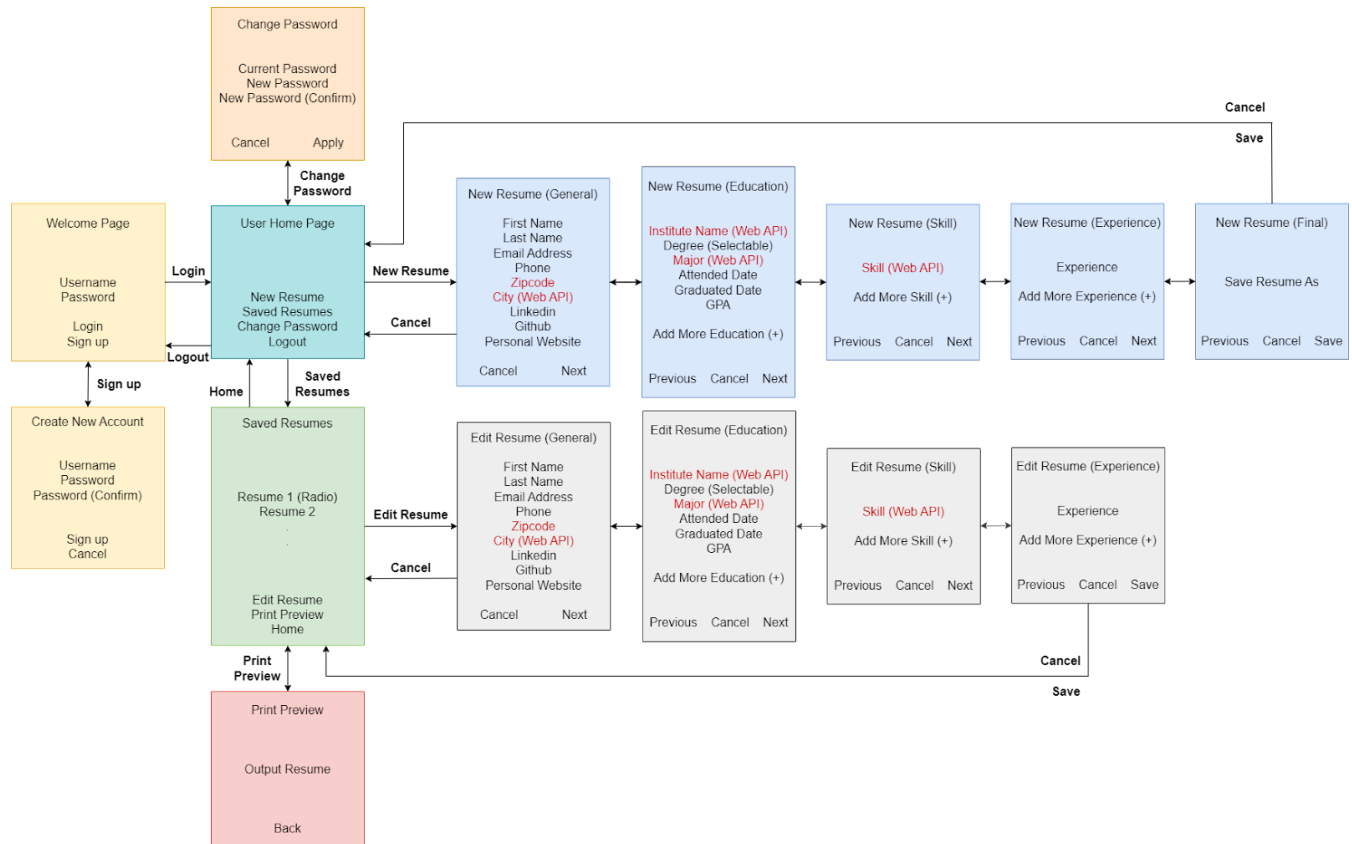 Change Password
Current Password
New Password
New Password (Confirm)
Cancel Apply
Change
Password
Cancel
Save
Welcome Page
Username
Password
Login
Sign up
Login
Logout
Sign up
Create New Account
Username
Password
Password (Confirm)
Sign up
Cancel
User Home Page
New Resume
Saved Resumes
Change Password
Logout
New Resume
Cancel
Home
Saved
Resumes
New Resume (General)
First Name
Last Name
Email Address
Phone
Zipcode
City (Web API)
Linkedin
Github
Personal Website
Cancel Next
New Resume (Education)
Institute Name (Web API)
Degree (Selectable)
Major (Web API)
Attended Date
Graduated Date
GPA
Add More Education (+)
Previous Cancel Next
New Resume (Skill)
Skill (Web API)
Add More Skill (+)
Previous Cancel Next
New Resume (Experience)
Experience
Add More Experience (+)
Previous Cancel Next
New Resume (Final)
Save Resume As
Previous Cancel Save
Saved Resumes
Resume 1 (Radio)
Resume 2
.
.
Edit Resume
Print Preview
Home
Edit Resume
Cancel
Edit Resume (General)
First Name
Last Name
Email Address
Phone
Zipcode
City (Web API)
Linkedin
Github
Personal Website
Cancel Next
Edit Resume (Education)
Institute Name (Web API)
Degree (Selectable)
Major (Web API)
Attended Date
Graduated Date
GPA
Add More Education (+)
Previous Cancel Next
Edit Resume (Skill)
Skill (Web API)
Add More Skill (+)
Previous Cancel Next
Edit Resume (Experience)
Experience
Add More Experience (+)
Previous Cancel Save
Cancel
Save
Print
Preview
Print Preview
Output Resume
Back